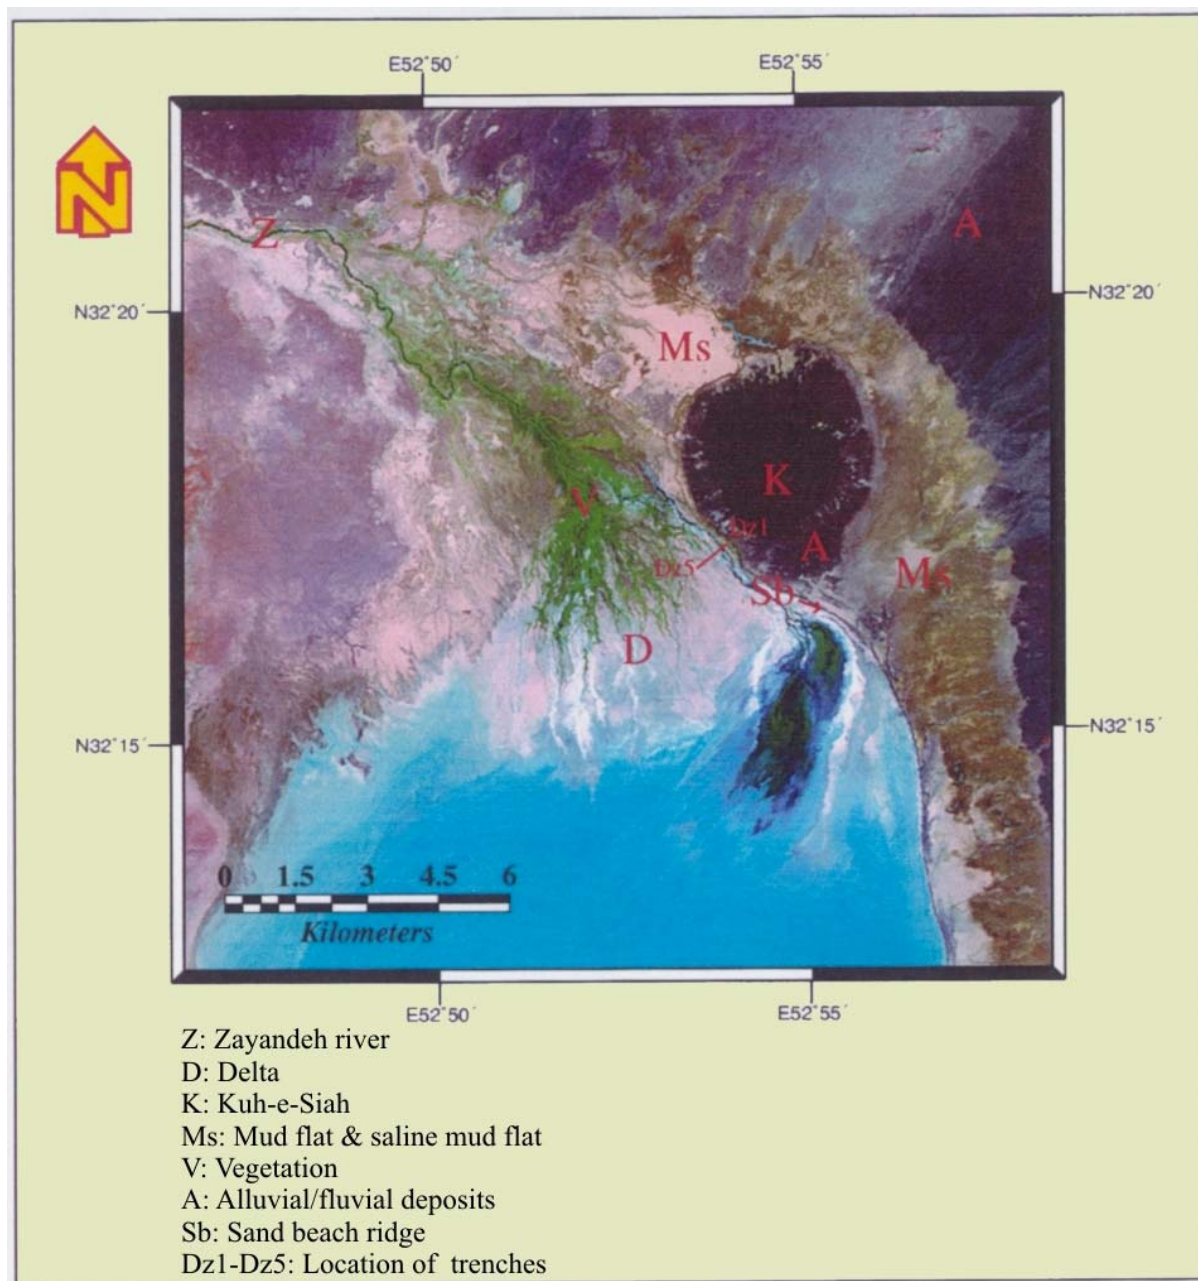 E52°50´ E52°55´
N
Z
A
N32°20´ N32°20´
Ms
K
V
Dz1
A
Dz5
Ms
Sb
D
N32°15´ N32°15´
0 1.5 3 4.5 6
Kilometers
E52°50´ E52°55´
Z: Zayandeh river
D: Delta
K: Kuh-e-Siah
Ms: Mud flat & saline mud flat
V: Vegetation
A: Alluvial/fluvial deposits
Sb: Sand beach ridge
Dz1-Dz5: Location of trenches